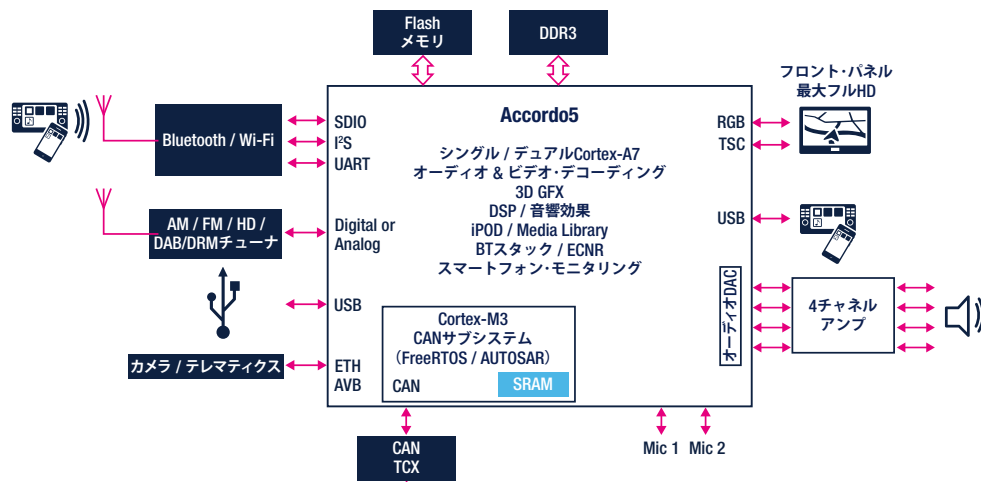 Flash
メモリ
DDR3
フロント・パネル
最大フルHD
Accordo5
シングル / デュアルCortex-A7
オーディオ & ビデオ・デコーディング
3D GFX
DSP / 音響効果
iPOD / Media Library
BTスタック / ECNR
スマートフォン・モニタリング
Bluetooth / Wi-Fi
SDIO
I²S
UART
RGB
TSC
AM / FM / HD /
DAB/DRMチューナ
Digital or
Analog
USB
USB
オーディオDAC
4チャネル
アンプ
Cortex-M3
CANサブシステム
（FreeRTOS / AUTOSAR）
CAN
SRAM
カメラ / テレマティクス
ETH
AVB
CAN
TCX
Mic 1
Mic 2